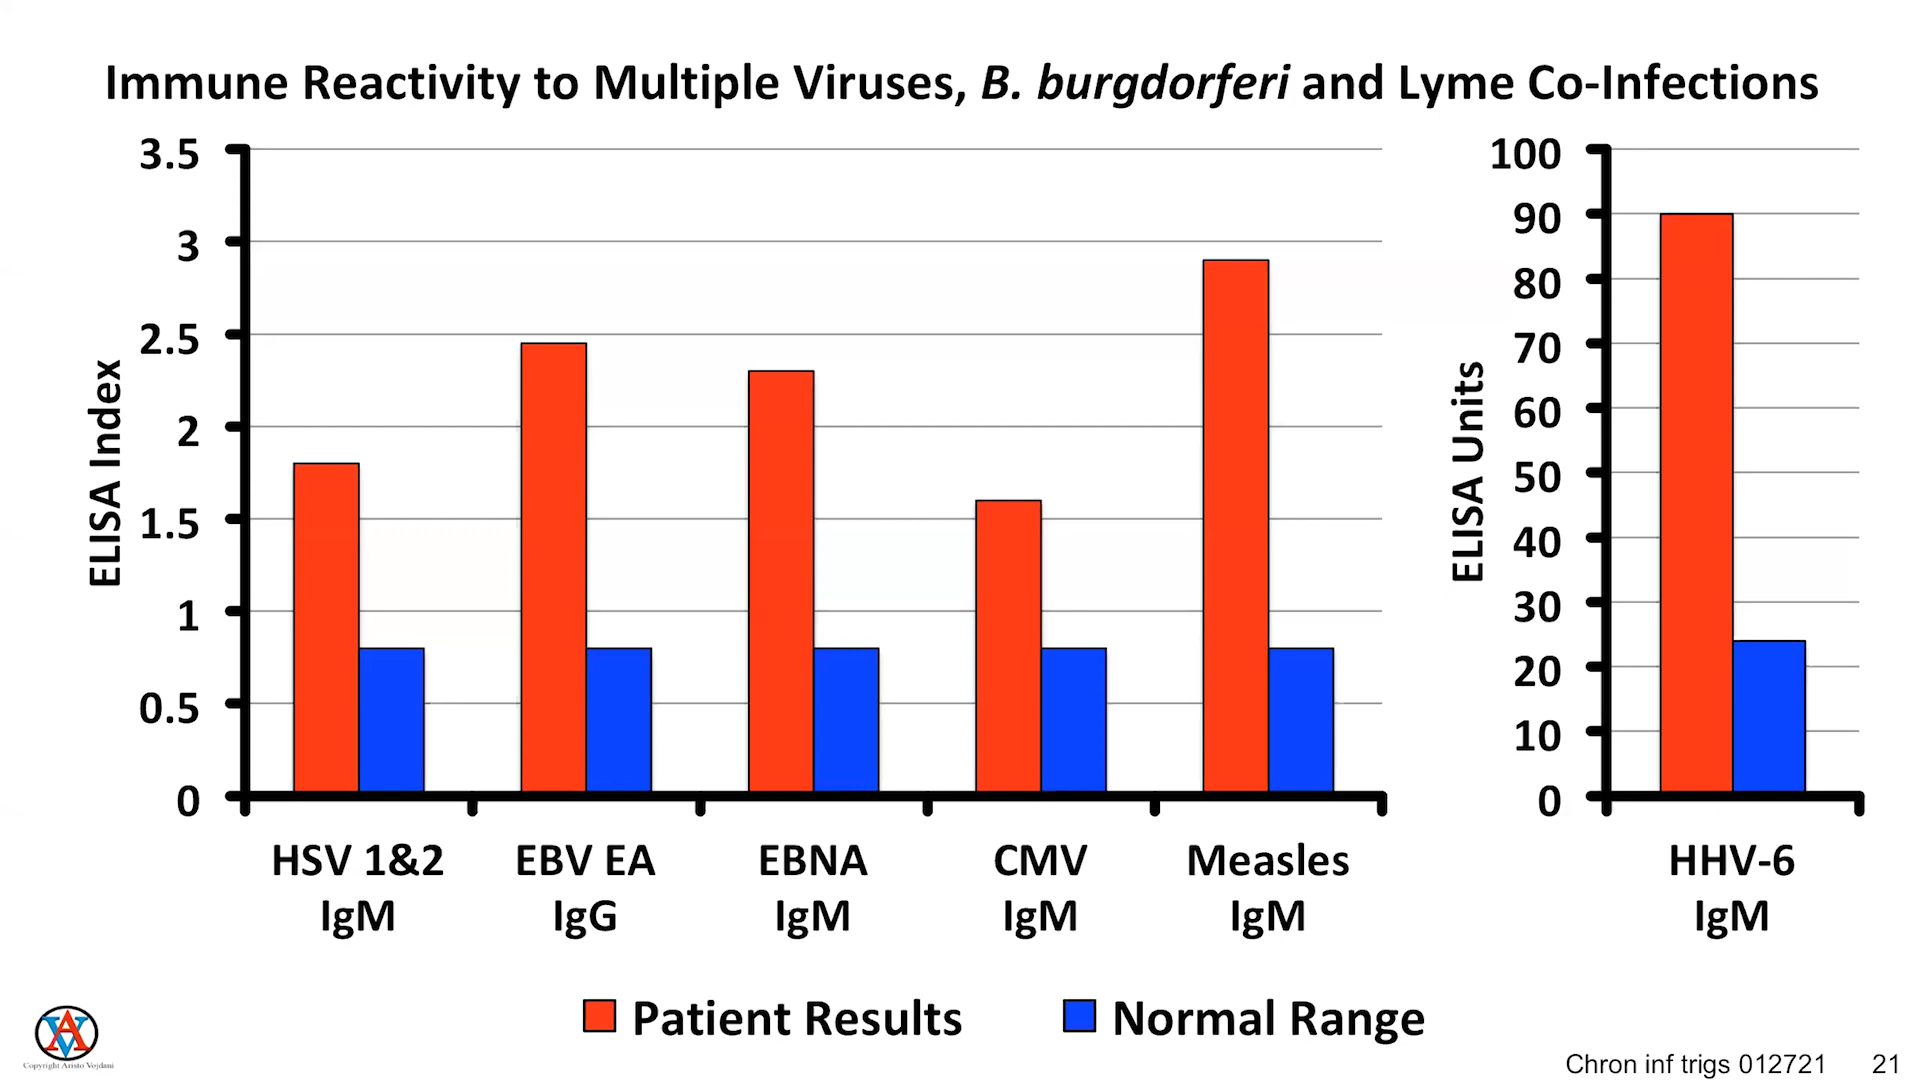 Immune Reactivity to Multiple Viruses, B. burgdorferi and Lyme Co-Infections
ELISA Index
3.5
3
2.5
2
1.5
1
0.5
0
HSV 1&2
IgM
EBV EA
IgG
EBNA
IgM
CMV
IgM
Measles
IgM
ELISA Units
100
90
80
70
60
50
40
30
20
10
0
HHV-6
IgM
Patient Results
Normal Range
Copyright Aristo Vojdani
Chron inf trigs 012721
21